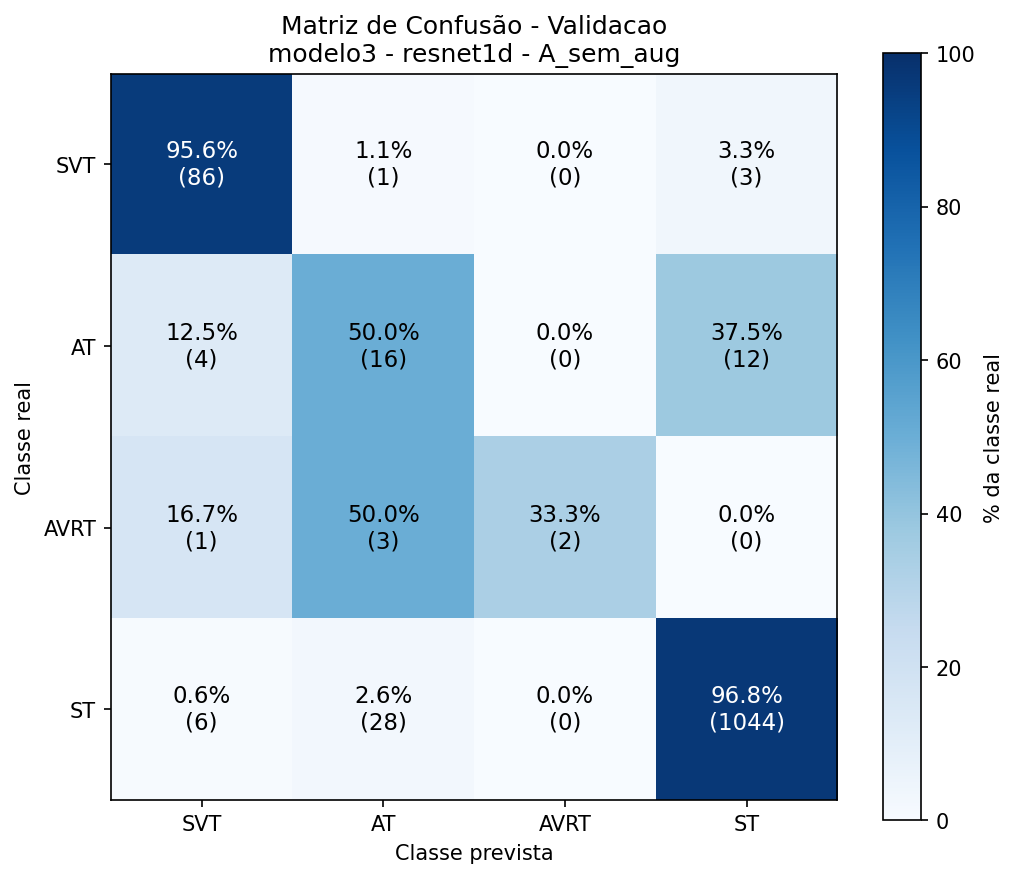 Matriz de Confusão - Validacao
modelo3 - resnet1d - A_sem_aug
Classe real
SVT
95.6%
(86)
1.1%
(1)
0.0%
(0)
3.3%
(3)
AT
12.5%
(4)
50.0%
(16)
0.0%
(0)
37.5%
(12)
AVRT
16.7%
(1)
50.0%
(3)
33.3%
(2)
0.0%
(0)
ST
0.6%
(6)
2.6%
(28)
0.0%
(0)
96.8%
(1044)
SVT
AT
AVRT
ST
Classe prevista
100
80
60
40
20
0
% da classe real